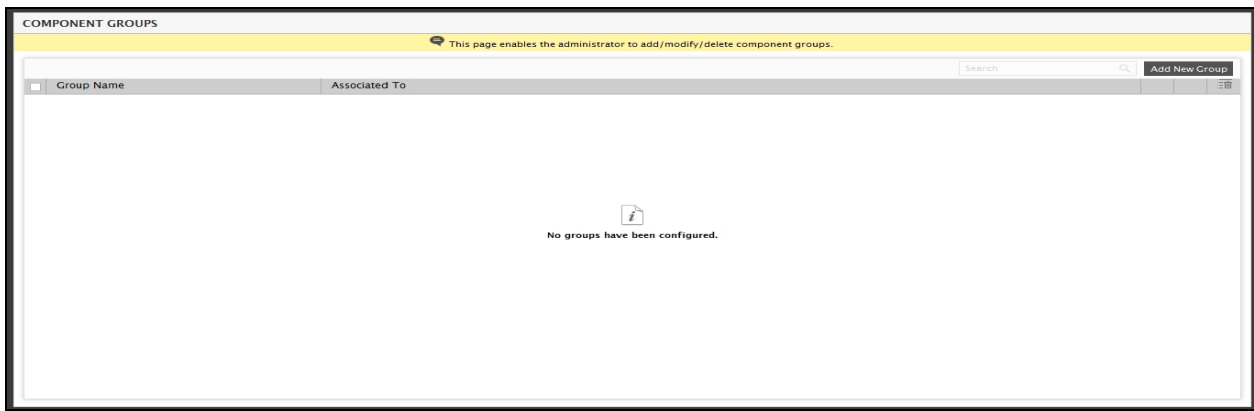 COMPONENT GROUPS
This page enables the administrator to add/modify/delete component groups.
Search
Add New Group
Group Name Associated To
No groups have been configured.